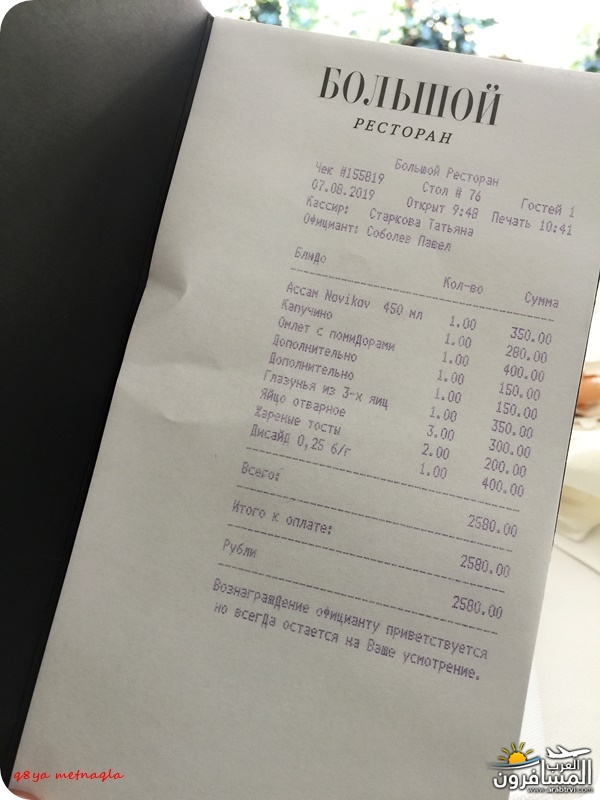 БОЛЬШОЙ
РЕСТОРАН
Большой Ресторан
Чек #155819 Стол # 76 Гостей 1
07.08.2019 Открыт 9:48 Печать 10:41
Кассир: Старкова Татьяна
Официант: Соболев Павел
Блюдо Кол-во Сумма
Ассам Novikov 450 мл 1.00 350.00
Капучино 1.00 280.00
Омлет с помидорами 1.00 400.00
Дополнительно 1.00 150.00
Дополнительно 1.00 150.00
Глазунья из 3-х яиц 1.00 350.00
Яйцо отварное 3.00 300.00
Жареные тосты 2.00 200.00
Дисайд 0,25 б/г 1.00 400.00
Всего: 2580.00
Итого к оплате: 2580.00
Рубли 2580.00
Вознаграждение официанту приветствуется
но всегда остается на Ваше усмотрение.
q8ya metnaqla
العرب
المسافرون
www.arabtrvl.com